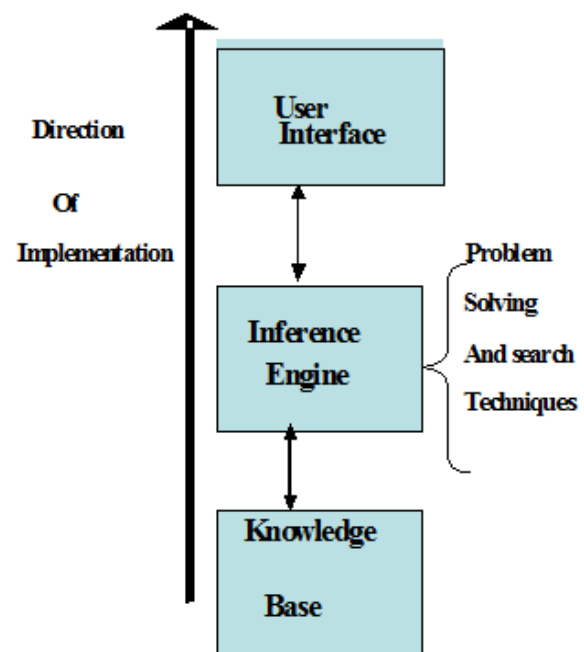 User
Interface
Direction
Of
Implementation
Inference
Engine
Problem
Solving
And search
Techniques
Knowledge
Base